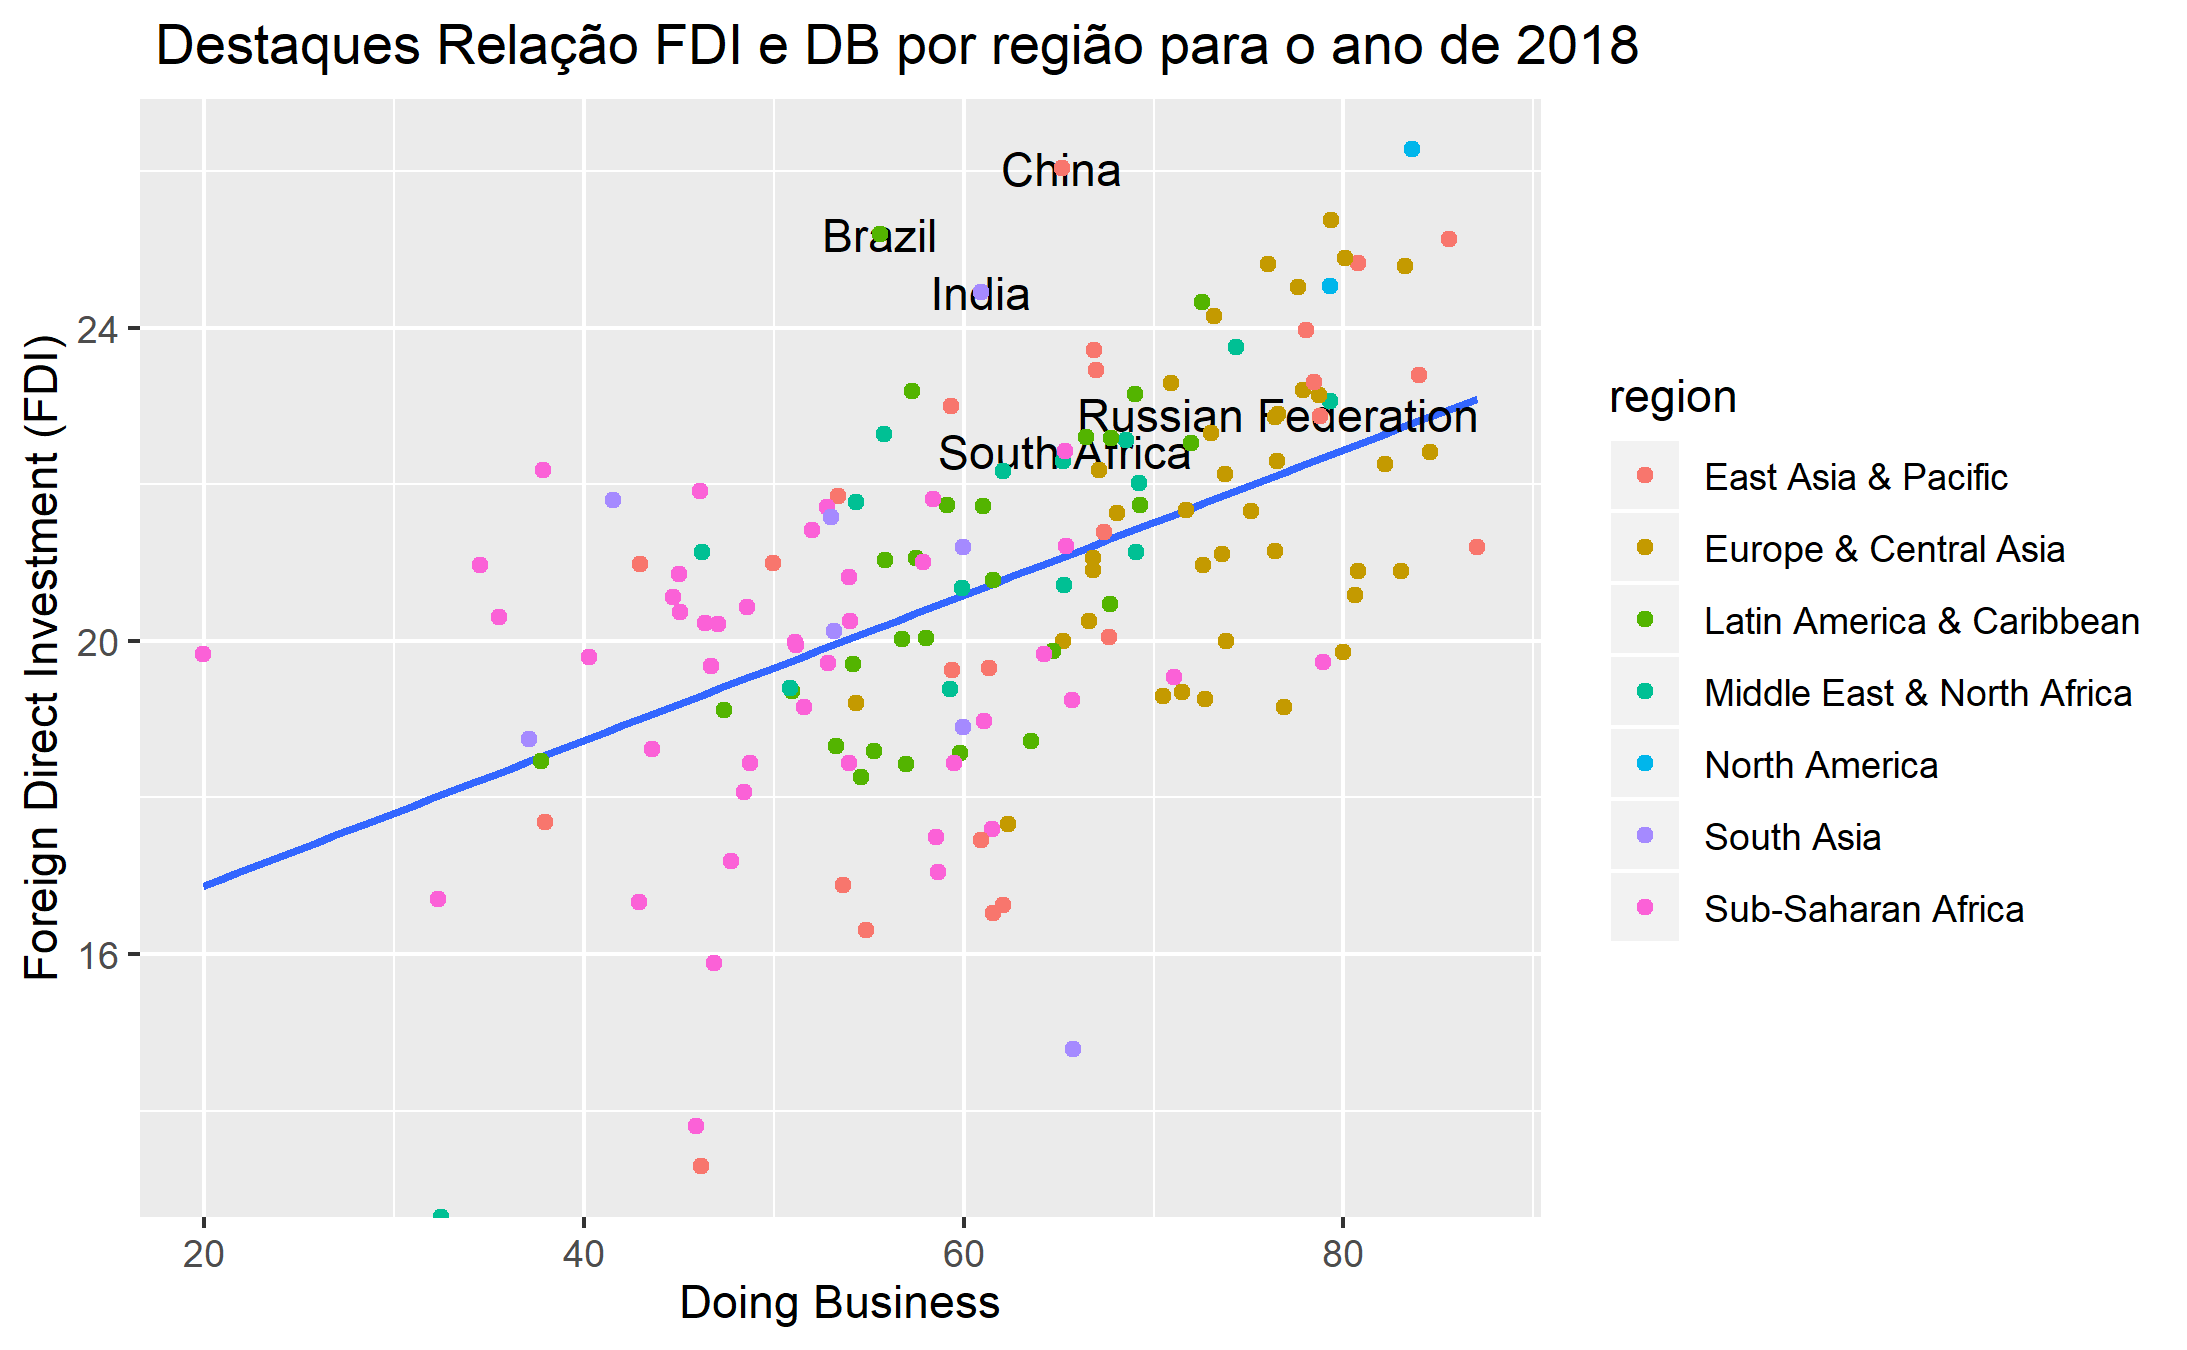 Destaques Relação FDI e DB por região para o ano de 2018
China
Brazil
India
Russian Federation
South Africa
24
20
16
Foreign Direct Investment (FDI)
20 40 60 80
Doing Business
region
East Asia & Pacific
Europe & Central Asia
Latin America & Caribbean
Middle East & North Africa
North America
South Asia
Sub-Saharan Africa